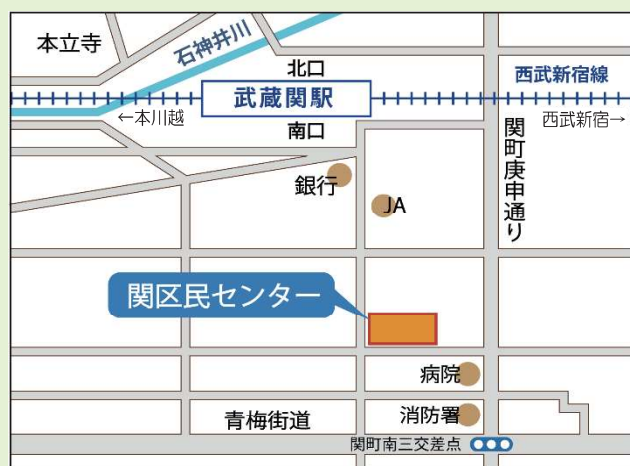 本立寺
石神井川
北口
西武新宿線
武蔵関駅
←本川越
西武新宿→
南口
関町庚申通り
銀行
JA
関区民センター
病院
青梅街道
消防署
関町南三交差点